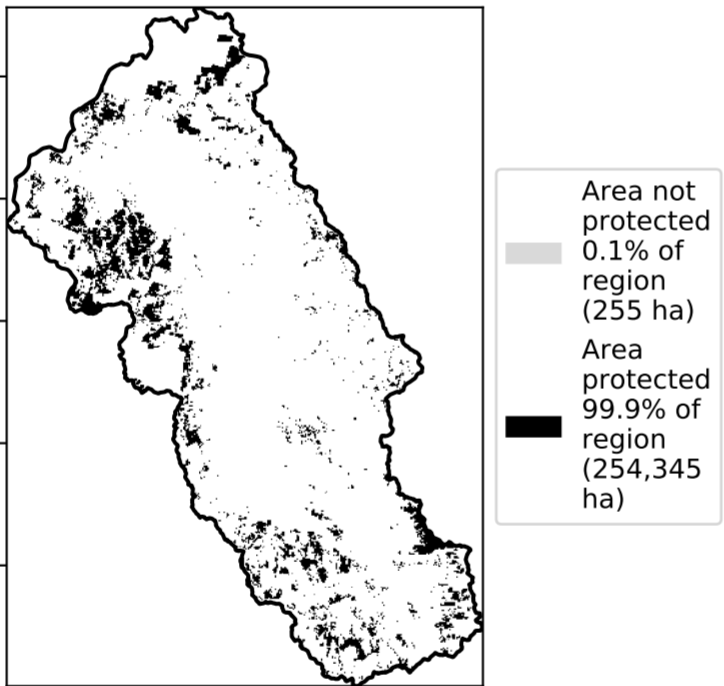 Area not
protected
0.1% of
region
(255 ha)
Area
protected
99.9% of
region
(254,345
ha)